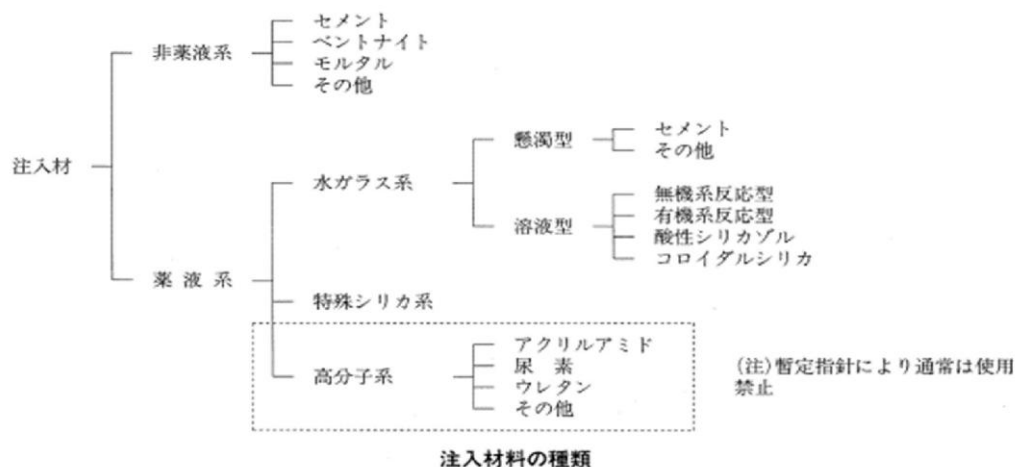 セメント
非薬液系
ベントナイト
モルタル
その他
懸濁型
セメント
その他
注入材
水ガラス系
無機系反応型
溶液型
有機系反応型
酸性シリカゾル
コロイダルシリカ
薬 液 系
特殊シリカ系
アクリルアミド
高分子系
尿 素
ウレタン
その他
(注)暫定指針により通常は使用
禁止
注入材料の種類